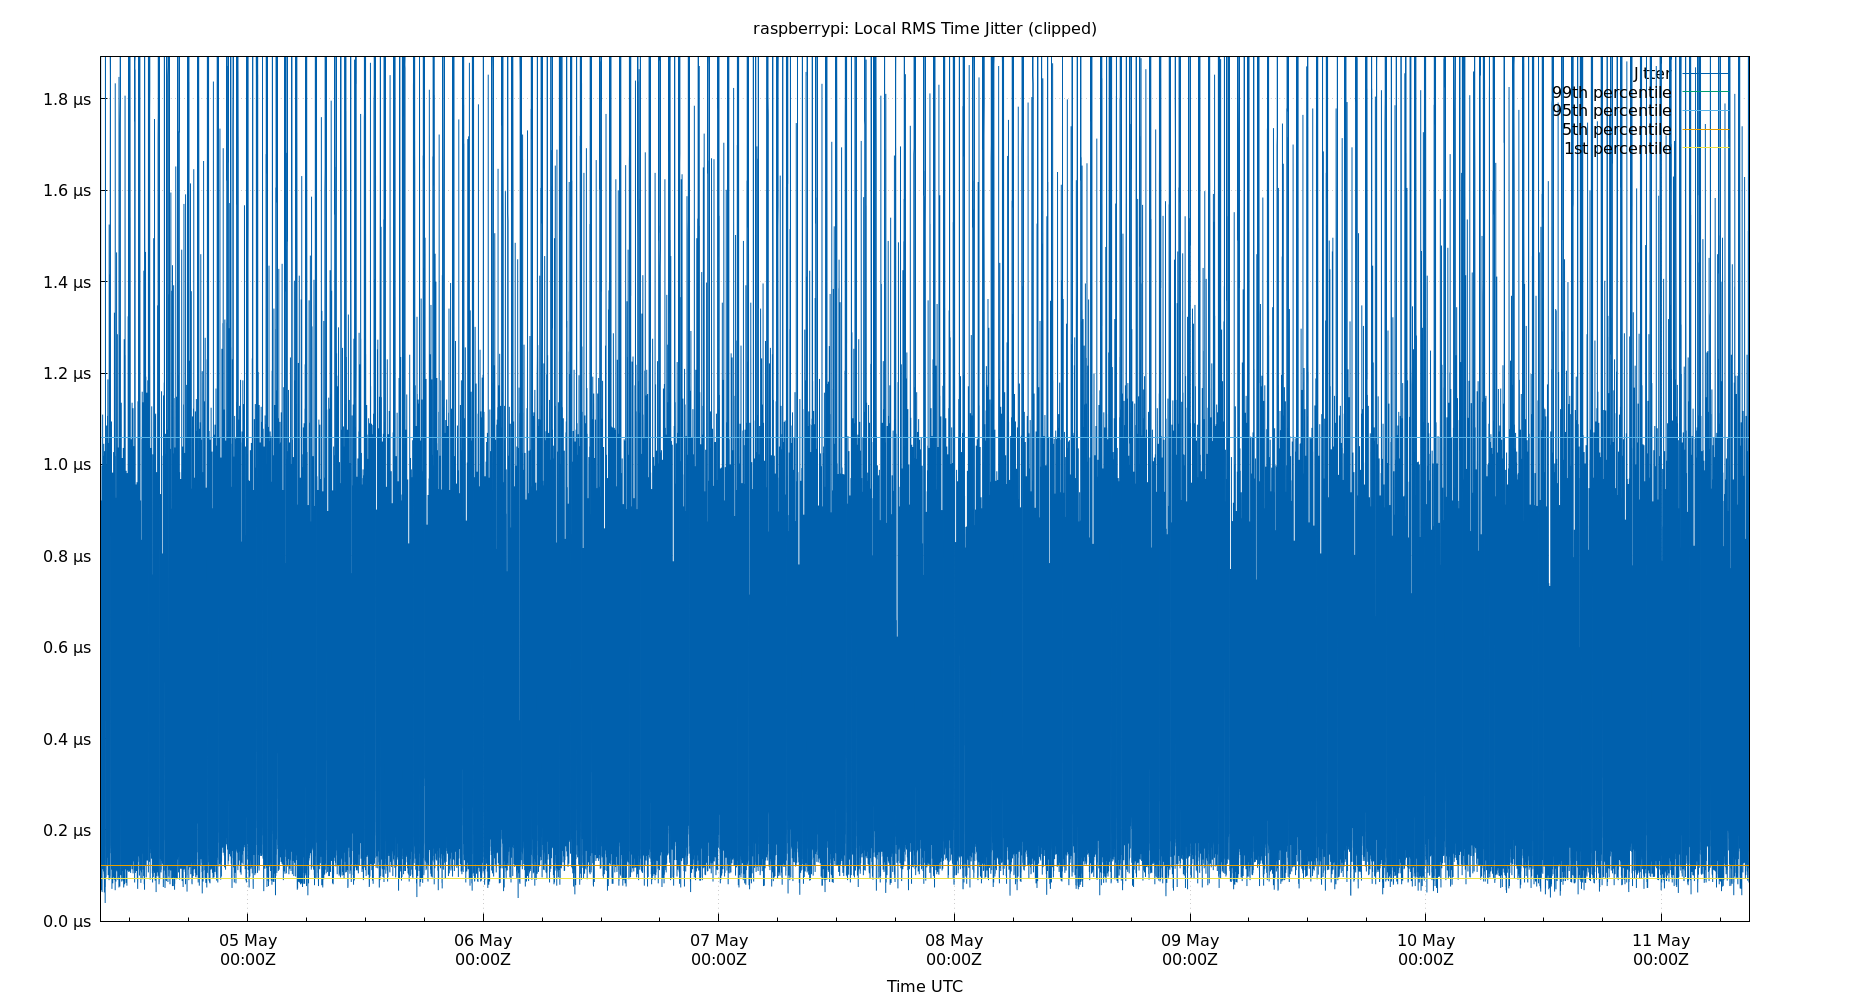 raspberrypi: Local RMS Time Jitter (clipped)
Jitter
99th percentile
95th percentile
5th percentile
1st percentile
1.8 µs
1.6 µs
1.4 µs
1.2 µs
1.0 µs
0.8 µs
0.6 µs
0.4 µs
0.2 µs
0.0 µs
05 May 06 May 07 May 08 May 09 May 10 May 11 May
00:00Z 00:00Z 00:00Z 00:00Z 00:00Z 00:00Z 00:00Z
Time UTC